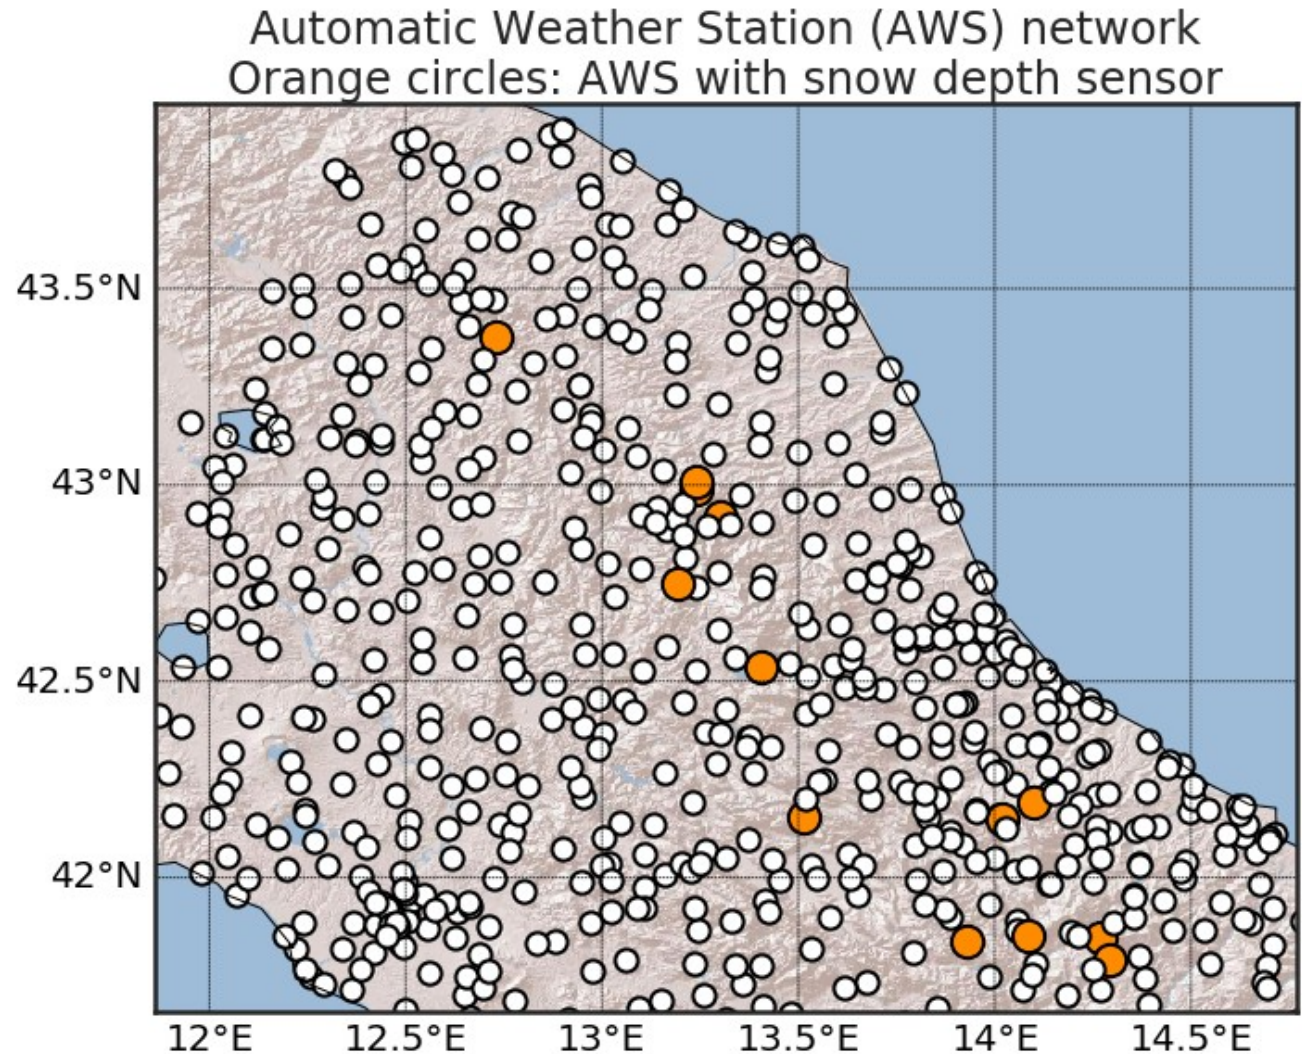 Automatic Weather Station (AWS) network
Orange circles: AWS with snow depth sensor
43.5°N
43°N
42.5°N
42°N
12°E 12.5°E 13°E 13.5°E 14°E 14.5°E